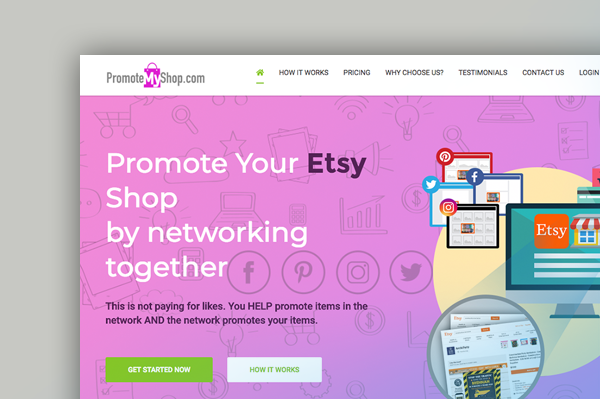 PromoteMyShop.com
HOW IT WORKS PRICING WHY CHOOSE US? TESTIMONIALS CONTACT US LOGIN
Promote Your Etsy
Shop
by networking
together
This is not paying for likes. You HELP promote items in the
network AND the network promotes your items.
GET STARTED NOW HOW IT WORKS
Etsy